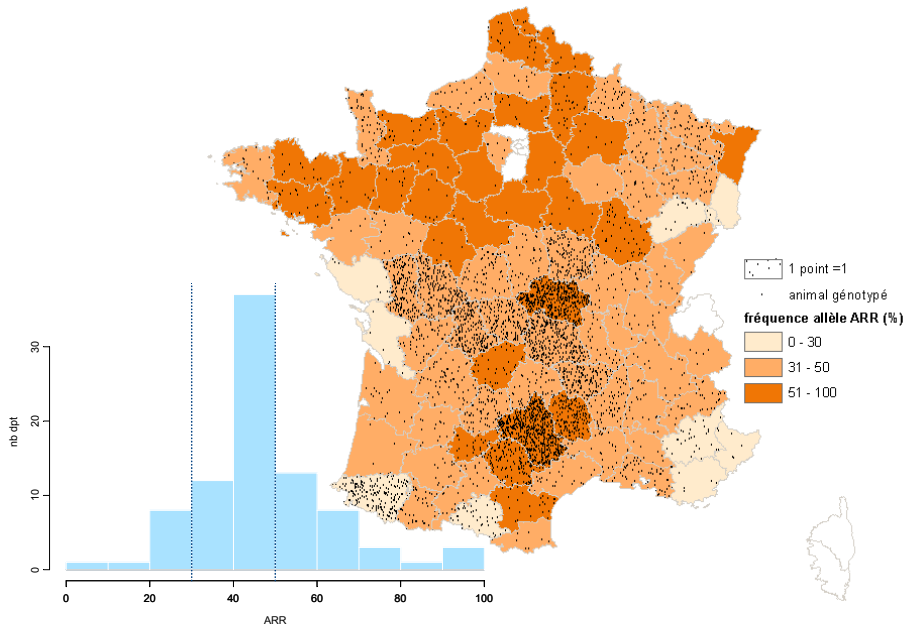 1 point =1
animal génotypé
fréquence allèle ARR (%)
0 - 30
31 - 50
51 - 100
nb dpt
30
20
10
0
0 20 40 60 80 100
ARR